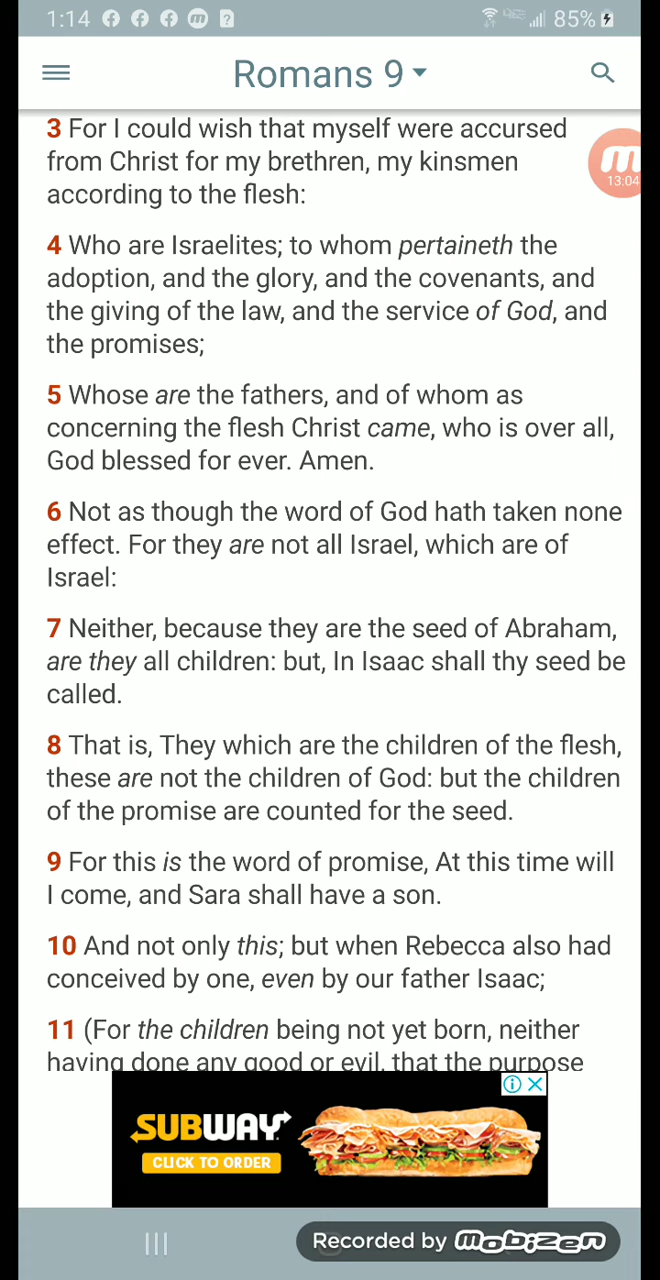 1:14 85%
Romans 9
3 For I could wish that myself were accursed
from Christ for my brethren, my kinsmen
according to the flesh:
13:04
4 Who are Israelites; to whom pertaineth the
adoption, and the glory, and the covenants, and
the giving of the law, and the service of God, and
the promises;
5 Whose are the fathers, and of whom as
concerning the flesh Christ came, who is over all,
God blessed for ever. Amen.
6 Not as though the word of God hath taken none
effect. For they are not all Israel, which are of
Israel:
7 Neither, because they are the seed of Abraham,
are they all children: but, In Isaac shall thy seed be
called.
8 That is, They which are the children of the flesh,
these are not the children of God: but the children
of the promise are counted for the seed.
9 For this is the word of promise, At this time will
I come, and Sara shall have a son.
10 And not only this; but when Rebecca also had
conceived by one, even by our father Isaac;
11 (For the children being not yet born, neither
having done any good or evil, that the purpose
SUBWAY
CLICK TO ORDER
Recorded by mobizen